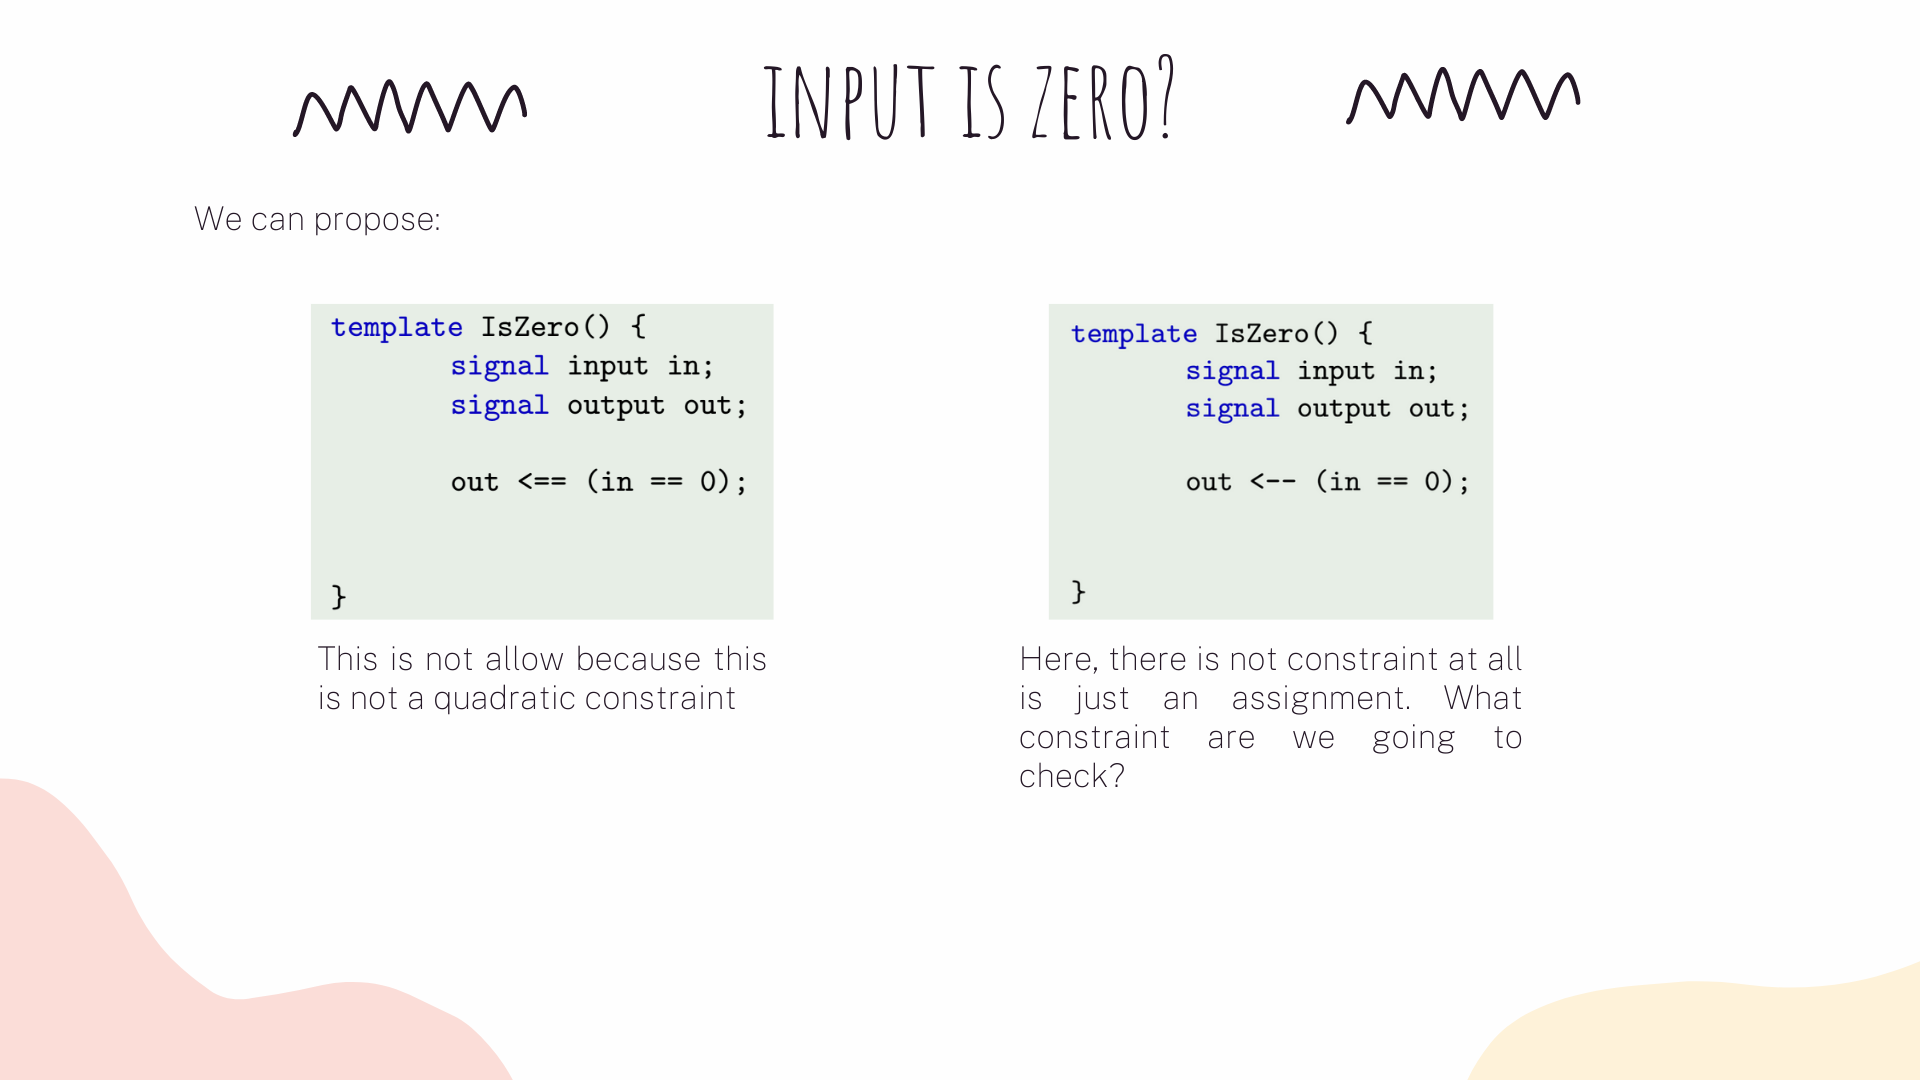 INPUT IS ZERO?
We can propose:
template IsZero() {
signal input in;
signal output out;
out <== (in == 0);
}
This is not allow because this
is not a quadratic constraint
template IsZero() {
signal input in;
signal output out;
out <-- (in == 0);
}
Here, there is not constraint at all
is just an assignment. What
constraint are we going to
check?